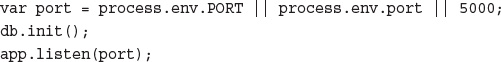 var port = process.env.PORT || process.env.port || 5000;
db.init();
app.listen(port);